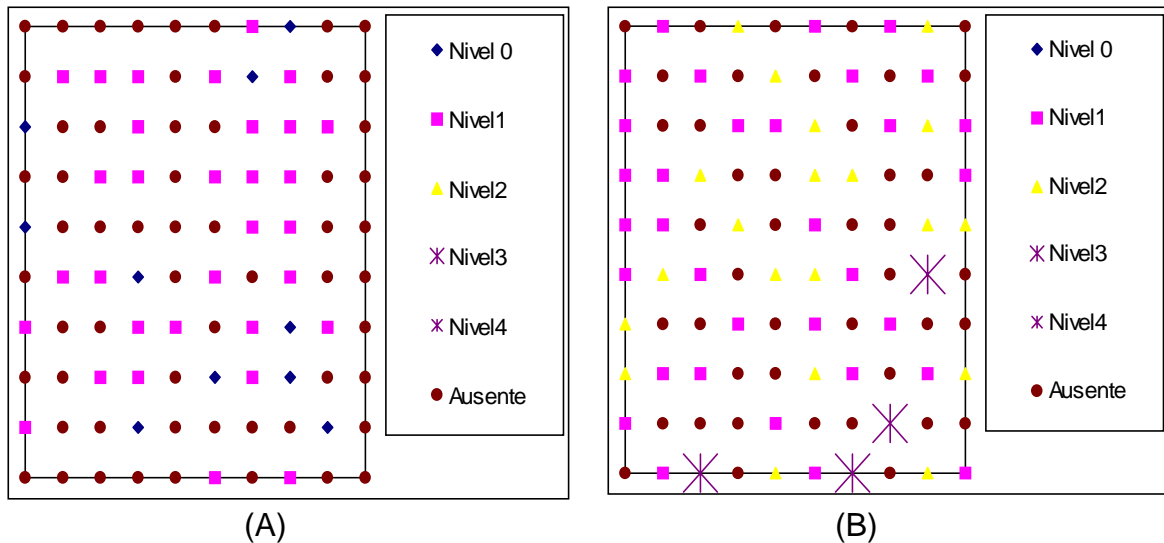 Nivel 0
Nivel1
Nivel2
Nivel3
Nivel4
Ausente
(A)
Nivel 0
Nivel1
Nivel2
Nivel3
Nivel4
Ausente
(B)